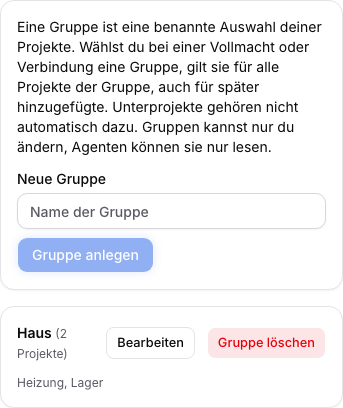 Eine Gruppe ist eine benannte Auswahl deiner
Projekte. Wählst du bei einer Vollmacht oder
Verbindung eine Gruppe, gilt sie für alle
Projekte der Gruppe, auch für später
hinzugefügte. Unterprojekte gehören nicht
automatisch dazu. Gruppen kannst nur du
ändern, Agenten können sie nur lesen.
Neue Gruppe
Name der Gruppe
Gruppe anlegen
Haus (2
Projekte)
Bearbeiten
Gruppe löschen
Heizung, Lager